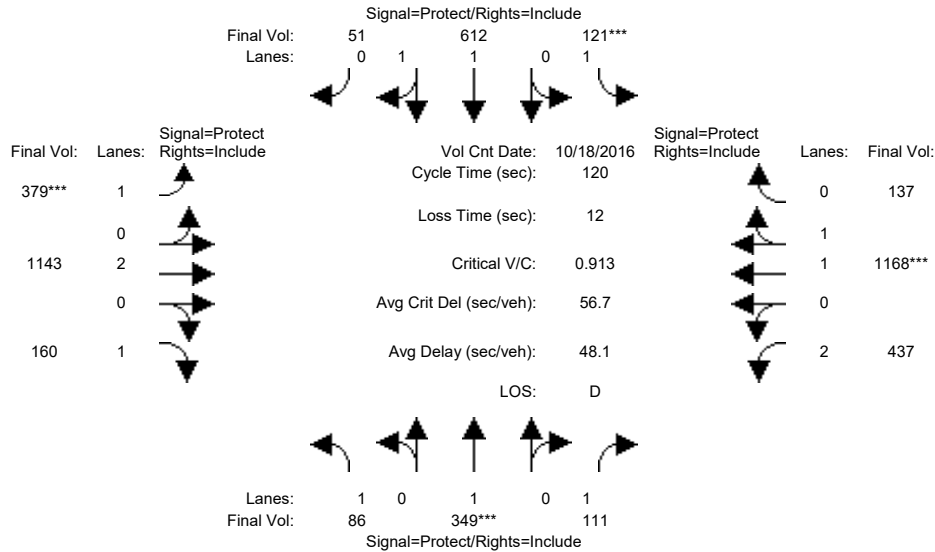 Signal=Protect/Rights=Include
Final Vol: 51 612 121***
Lanes: 0 1 1 0 1
Signal=Protect
Final Vol: Lanes: Rights=Include
Vol Cnt Date: 10/18/2016
Signal=Protect
Rights=Include Lanes: Final Vol:
Cycle Time (sec): 120
379*** 1
0 137
Loss Time (sec): 12
0
1
1143 2
Critical V/C: 0.913
1 1168***
0
Avg Crit Del (sec/veh): 56.7
0
160 1
Avg Delay (sec/veh): 48.1
2 437
LOS: D
Lanes: 1 0 1 0 1
Final Vol: 86 349*** 111
Signal=Protect/Rights=Include